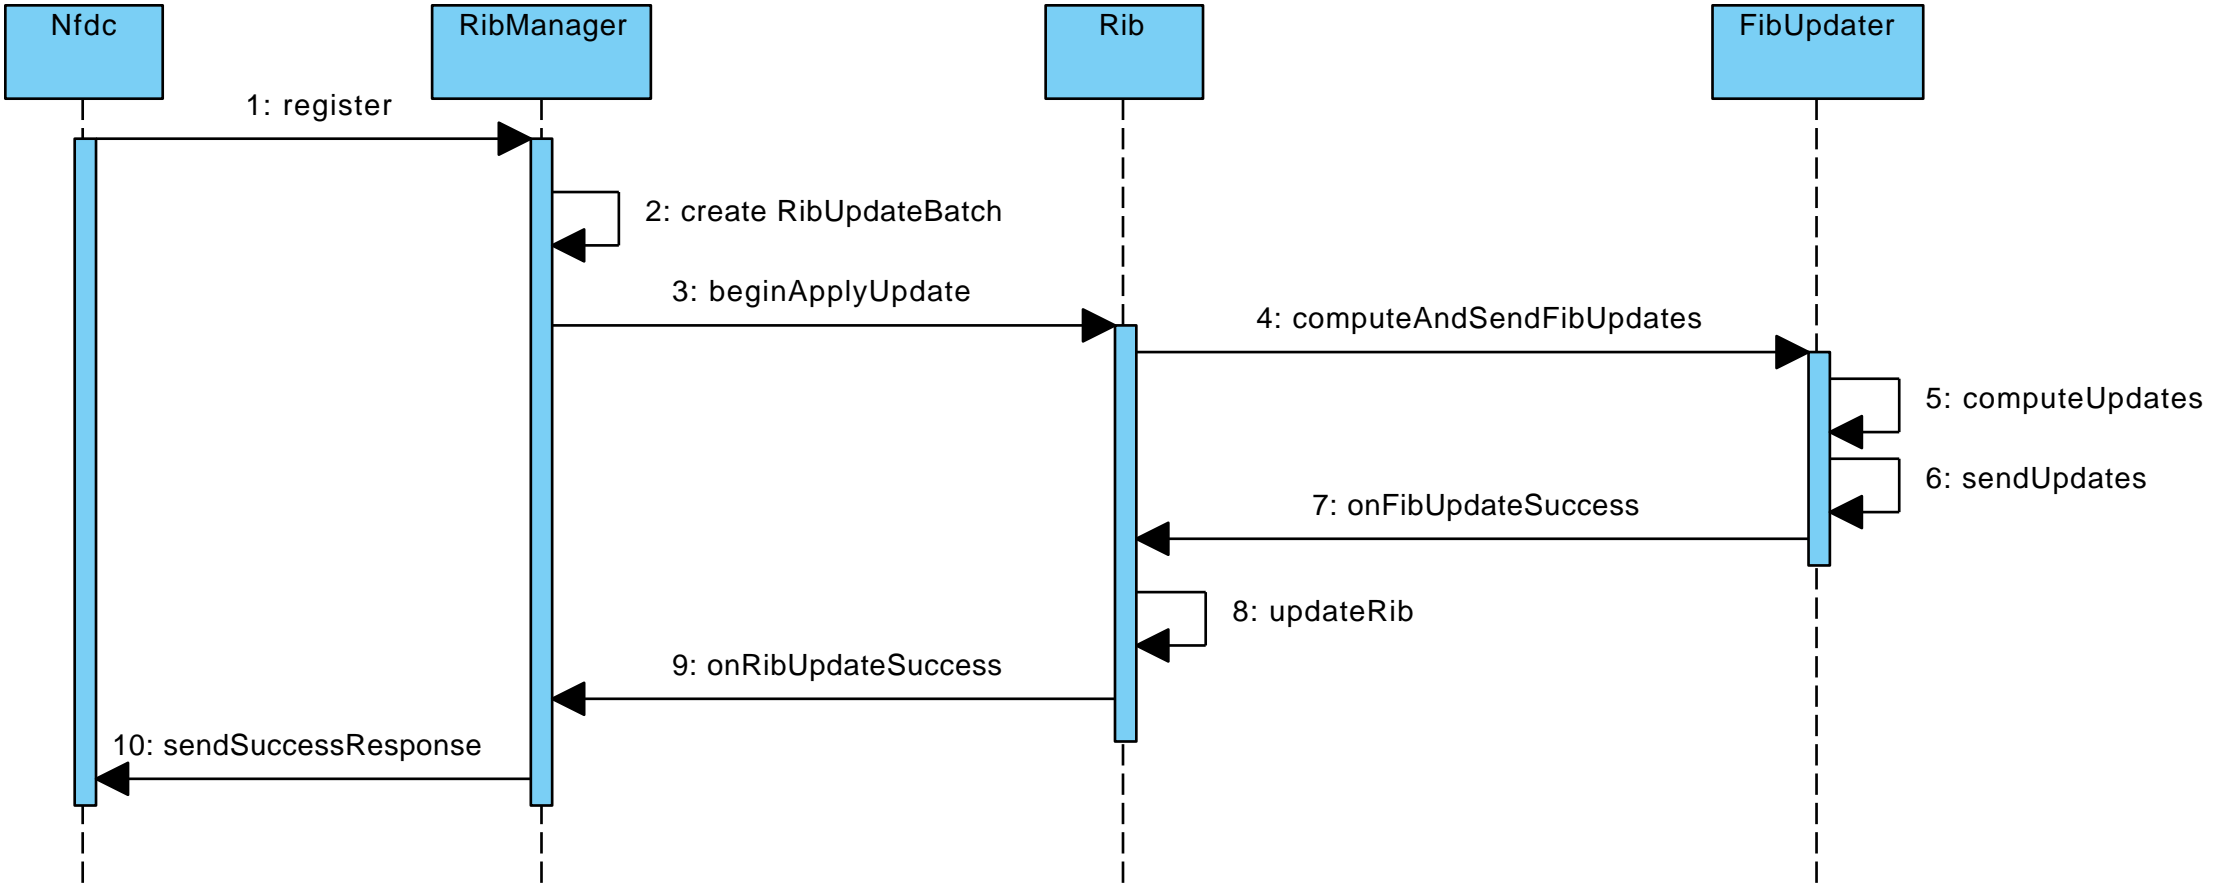 Nfdc
RibManager
Rib
FibUpdater
1: register
2: create RibUpdateBatch
3: beginApplyUpdate
4: computeAndSendFibUpdates
5: computeUpdates
6: sendUpdates
7: onFibUpdateSuccess
8: updateRib
9: onRibUpdateSuccess
10: sendSuccessResponse